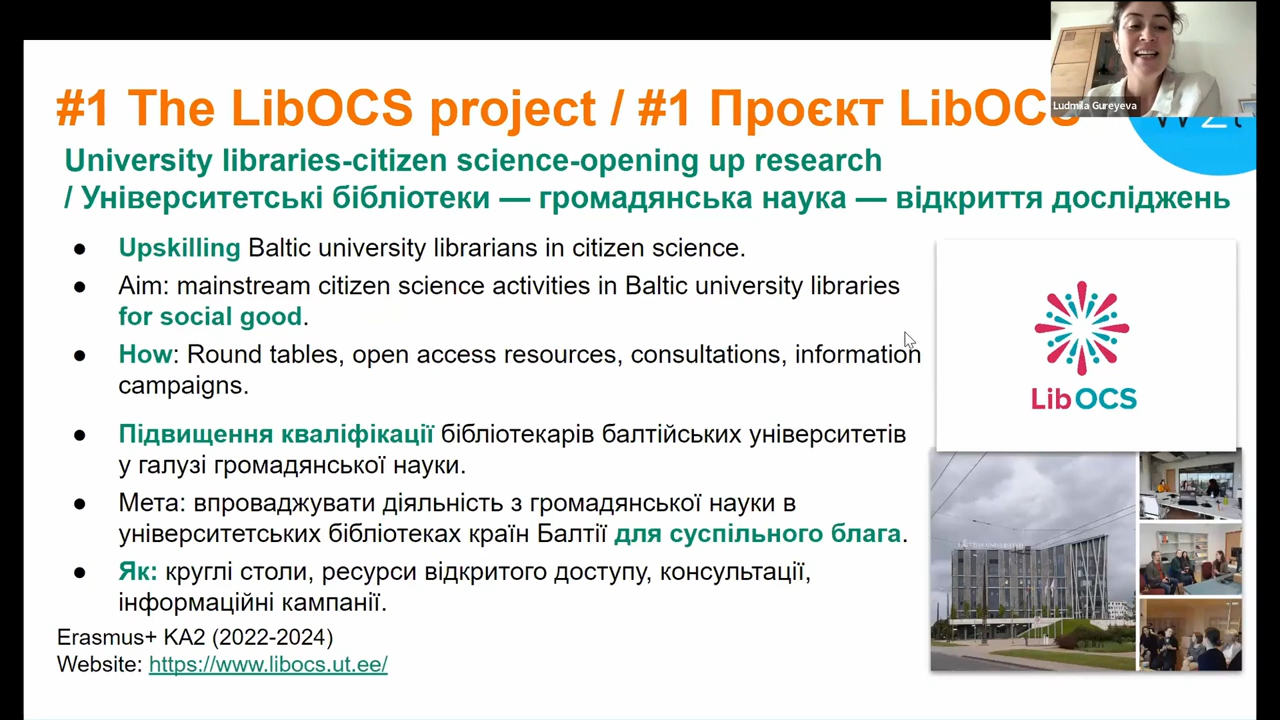 Ludmila Gureyeva
#1 The LibOCS project / #1 Проєкт LibOCS
University libraries-citizen science-opening up research
/ Університетські бібліотеки — громадянська наука — відкриття досліджень
● Upskilling Baltic university librarians in citizen science.
● Aim: mainstream citizen science activities in Baltic university libraries
for social good.
● How: Round tables, open access resources, consultations, information
campaigns.
● Підвищення кваліфікації бібліотекарів балтійських університетів
у галузі громадянської науки.
● Мета: впроваджувати діяльність з громадянської науки в
університетських бібліотеках країн Балтії для суспільного блага.
● Як: круглі столи, ресурси відкритого доступу, консультації,
інформаційні кампанії.
Erasmus+ KA2 (2022-2024)
Website: https://www.libocs.ut.ee/
LibOCS